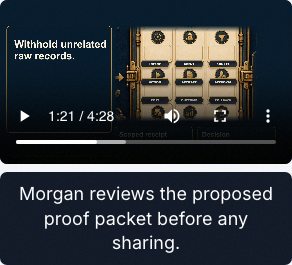 Withhold unrelated
raw records.
1:21 / 4:28
Scoped receipt
Decision
Morgan reviews the proposed
proof packet before any
sharing.